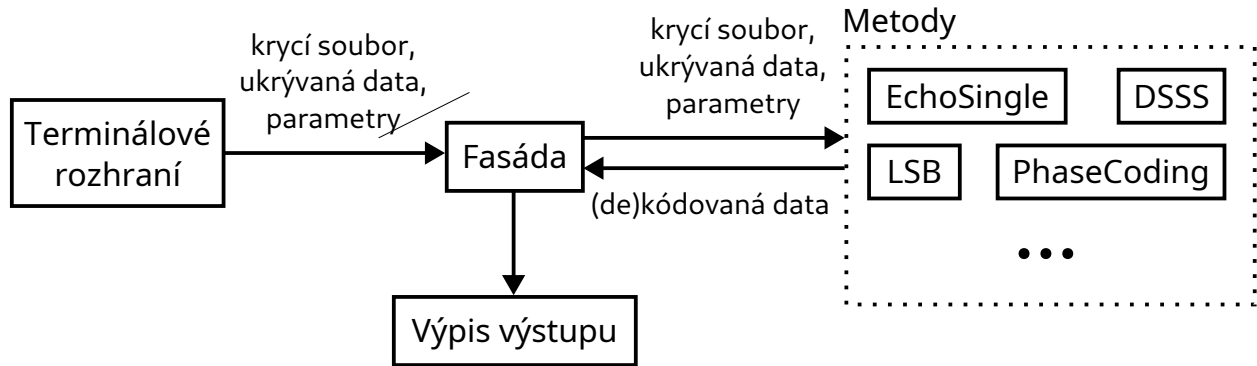 Metody
krycí soubor,
ukrývaná data,
parametry
krycí soubor,
ukrývaná data,
parametry
EchoSingle
DSSS
Terminálové
rozhraní
Fasáda
LSB
PhaseCoding
(de)kódovaná data
•••
Výpis výstupu